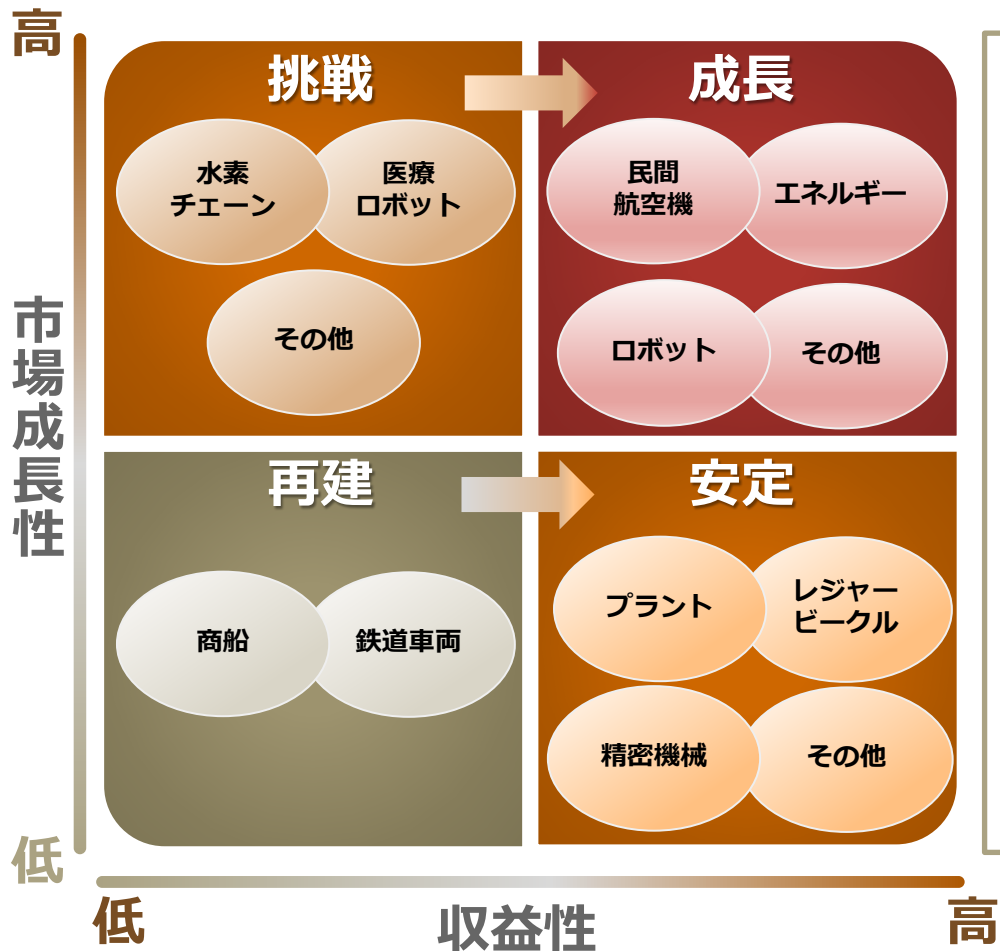 高
市場成長性
低
挑戦
水素
チェーン
医療
ロボット
その他
成長
民間
航空機
エネルギー
ロボット
その他
再建
商船
鉄道車両
安定
プラント
レジャー
ビークル
精密機械
その他
低
収益性
高